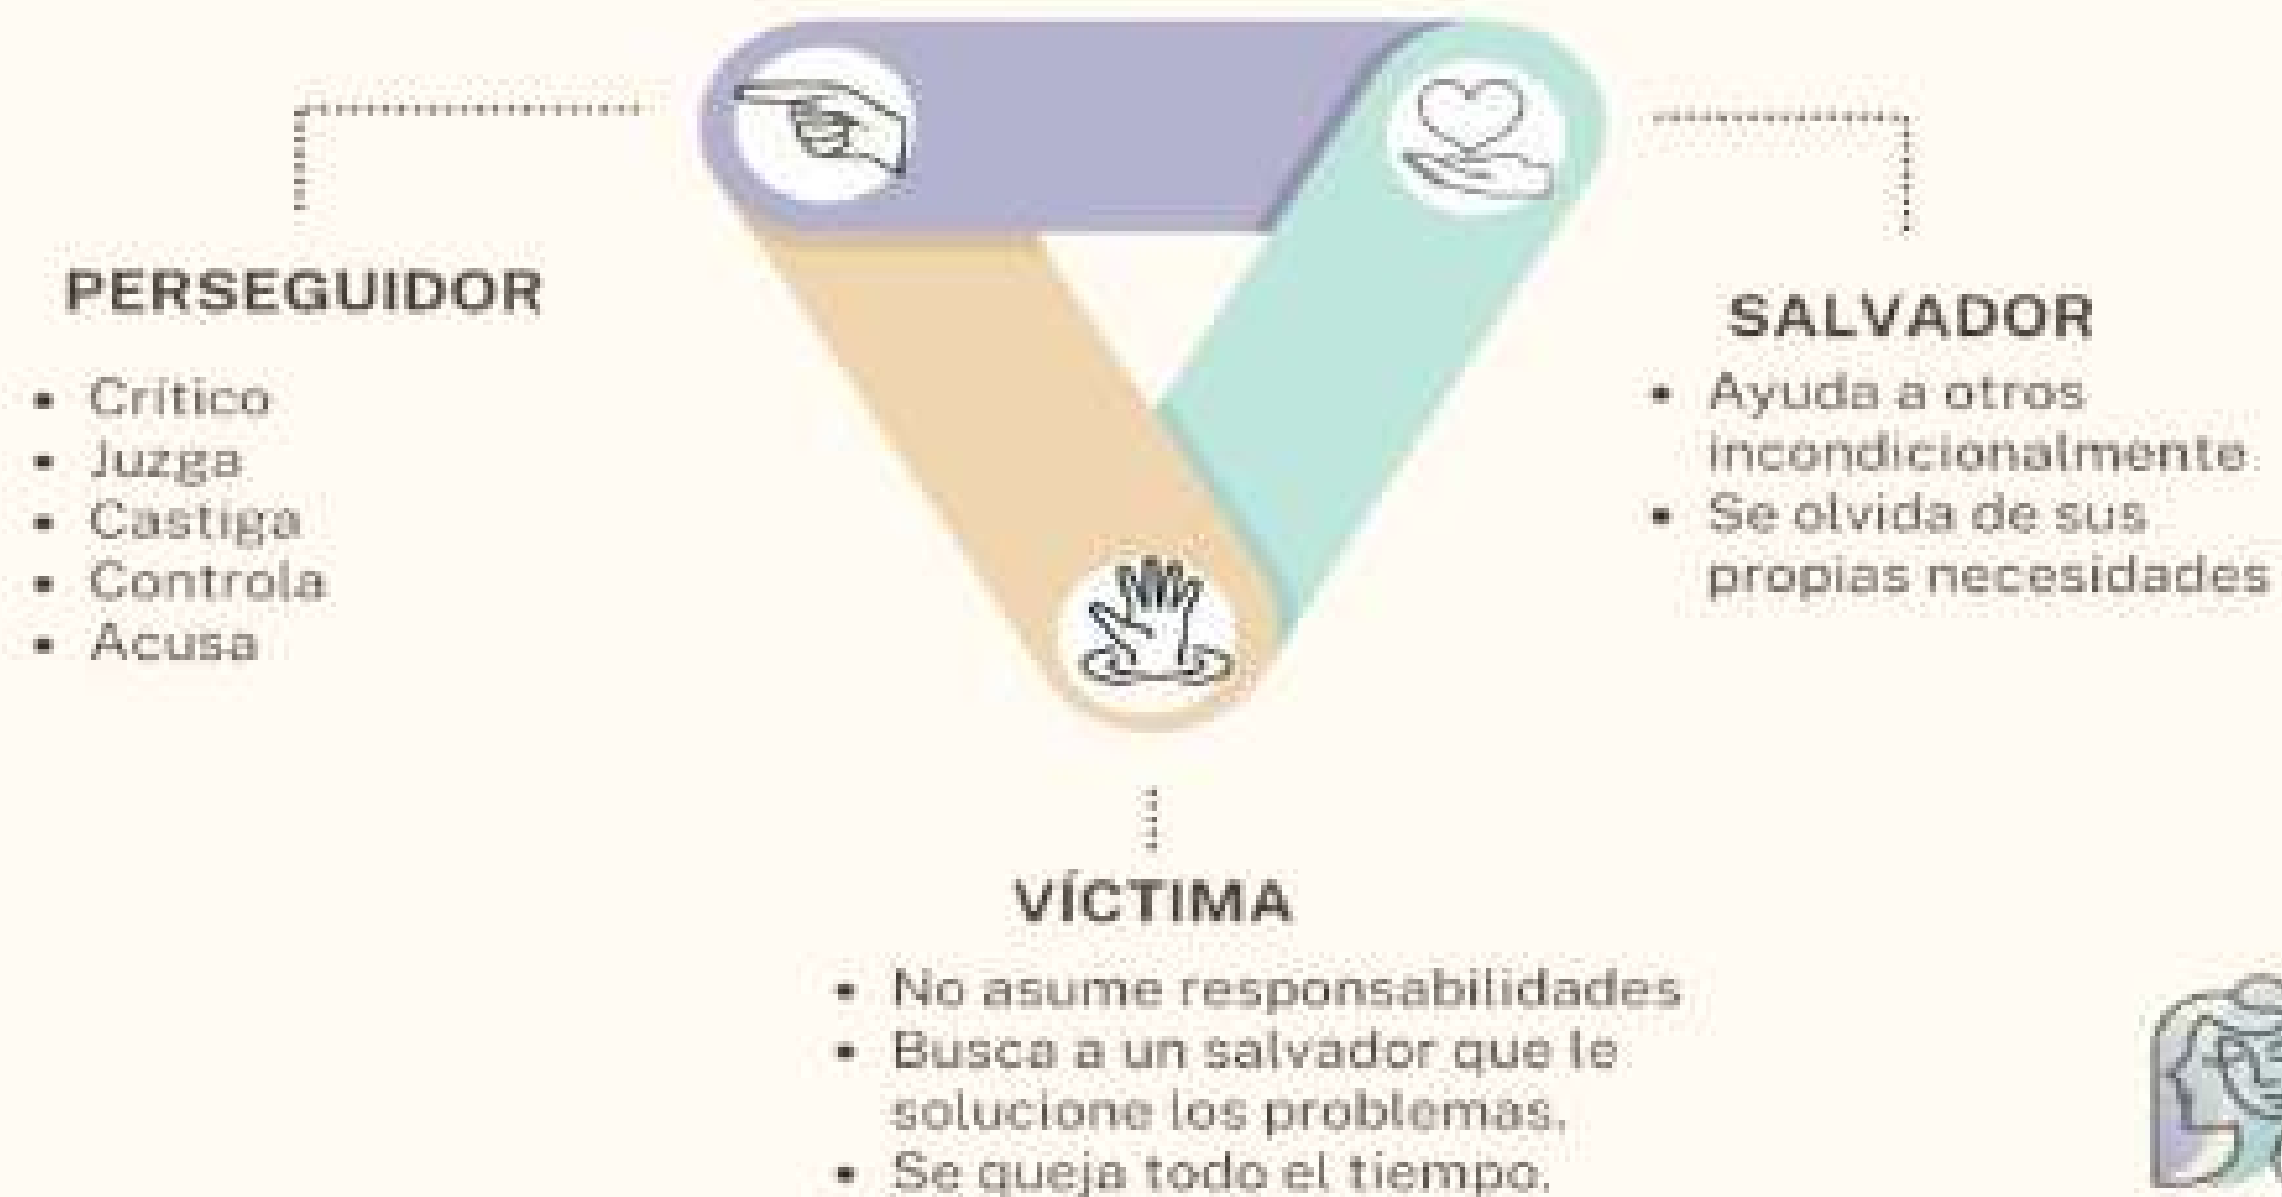 PERSEGUIDOR
• Crítico
• Juzga
• Castiga
• Controla
• Acusa
SALVADOR
• Ayuda a otros
incondicionalmente
• Se olvida de sus
propias necesidades
VÍCTIMA
• No asume responsabilidades
• Busca a un salvador que le
solucione los problemas.
• Se queja todo el tiempo.